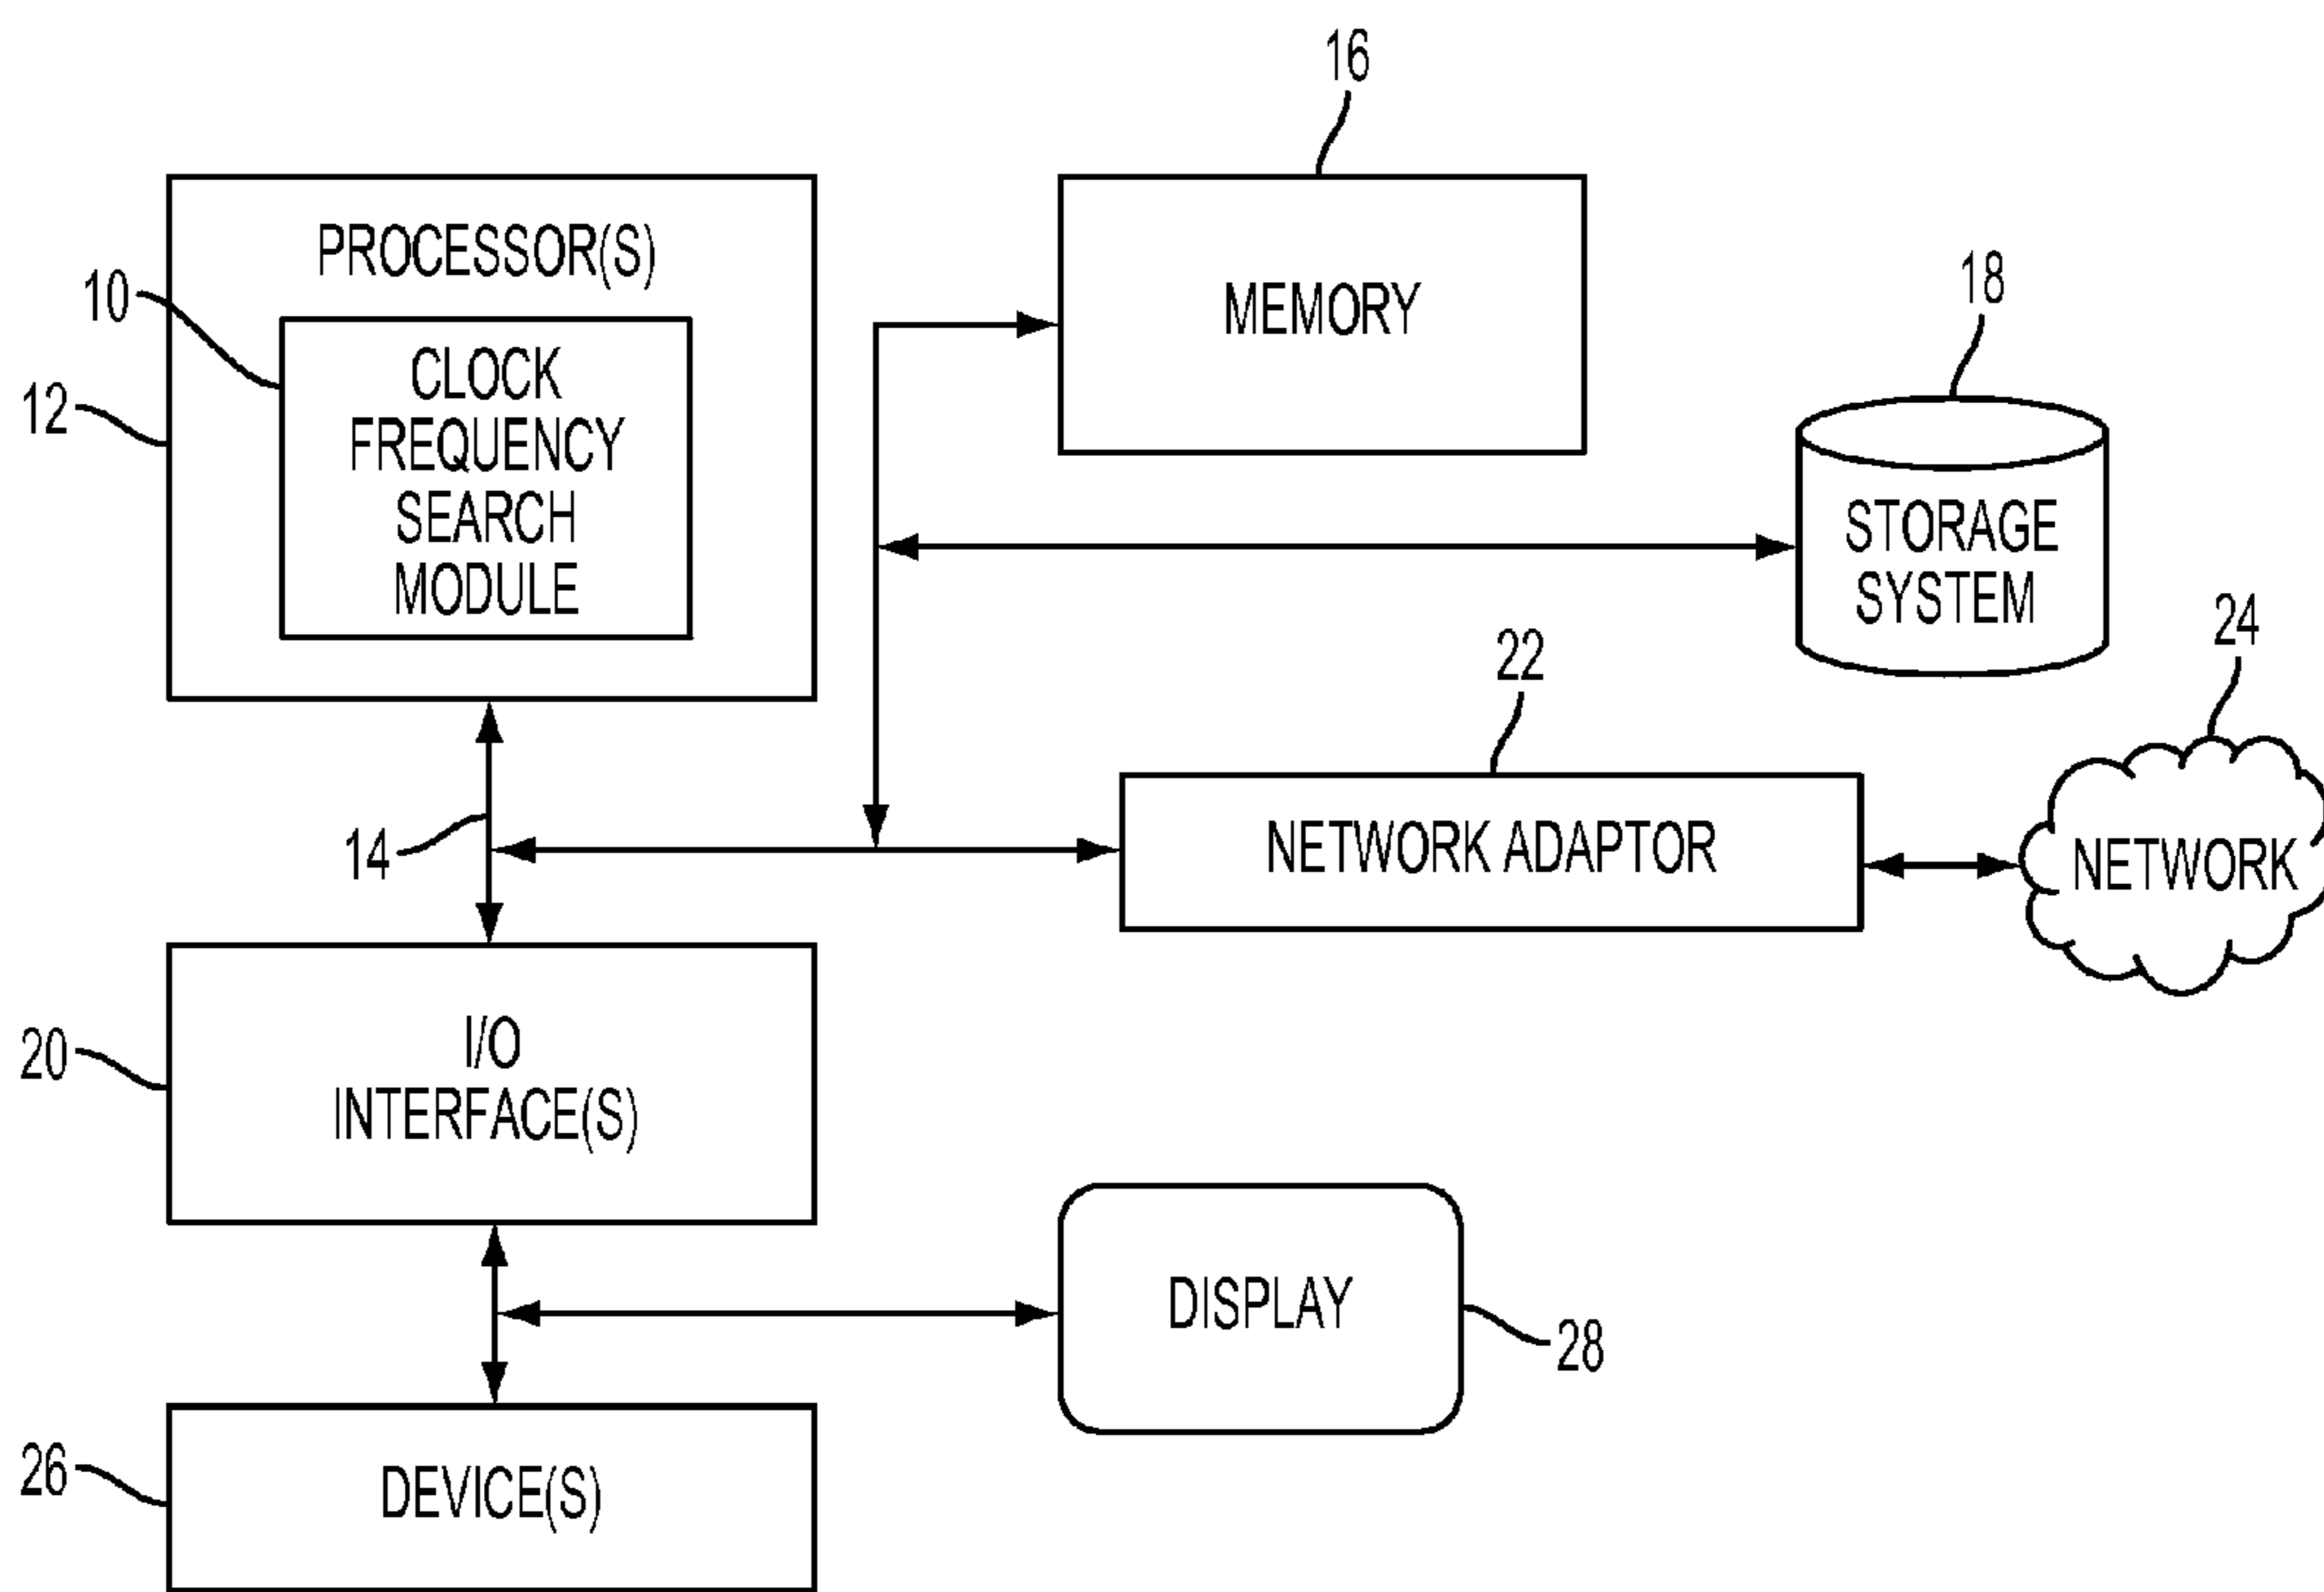 16
PROCESSOR(S)
10
CLOCK
FREQUENCY
SEARCH
MODULE
12
MEMORY
18
STORAGE
SYSTEM
22
24
14
NETWORK ADAPTOR
NETWORK
20
I/O
INTERFACE(S)
DISPLAY
28
26
DEVICE(S)